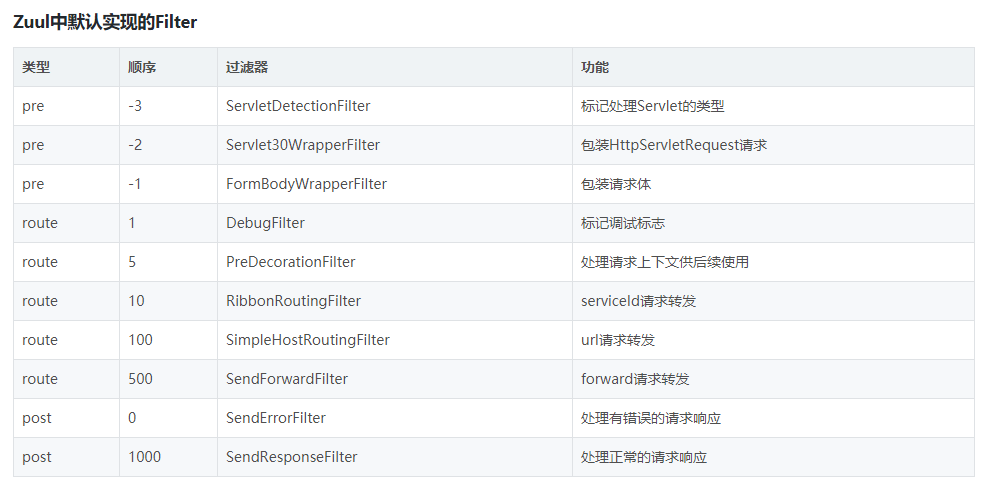 Zuul中默认实现的Filter
类型 顺序 过滤器 功能
pre -3 ServletDetectionFilter 标记处理Servlet的类型
pre -2 Servlet30WrapperFilter 包装HttpServletRequest请求
pre -1 FormBodyWrapperFilter 包装请求体
route 1 DebugFilter 标记调试标志
route 5 PreDecorationFilter 处理请求上下文供后续使用
route 10 RibbonRoutingFilter serviceId请求转发
route 100 SimpleHostRoutingFilter url请求转发
route 500 SendForwardFilter forward请求转发
post 0 SendErrorFilter 处理有错误的请求响应
post 1000 SendResponseFilter 处理正常的请求响应